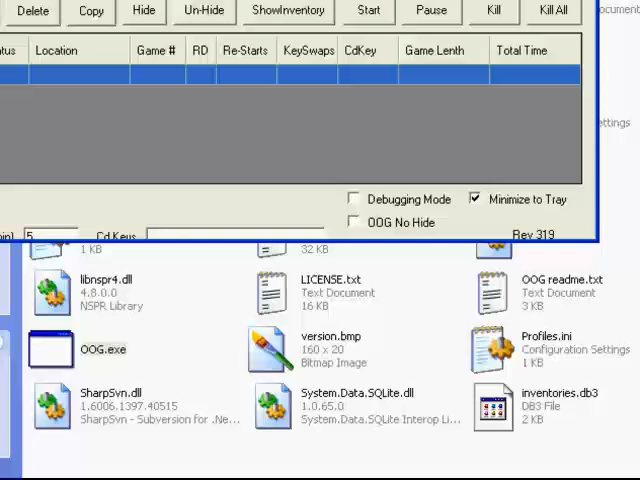 Delete Copy Hide Un-Hide ShowInventory Start Pause Kill Kill All
Location Game # RD Re-Starts KeySwaps CdKey Game Lenth Total Time
ettings
Debugging Mode Minimize to Tray
OOG No Hide
5 Cd Keys Rev 319
1 KB 32 KB
libnspr4.dll
4.8.0.0
NSPR Library
LICENSE.txt
Text Document
16 KB
OOG readme.txt
Text Document
3 KB
OOG.exe
version.bmp
160 x 20
Bitmap Image
Profiles.ini
Configuration Settings
1 KB
SharpSvn.dll
1.6006.1397.40515
SharpSvn - Subversion for .Ne...
System.Data.SQLite.dll
1.0.65.0
System.Data.SQLite Interop Li...
inventories.db3
DB3 File
2 KB